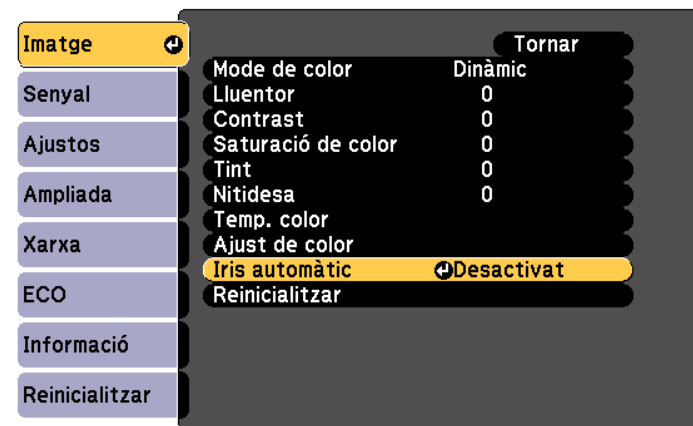 Imatge
Senyal
Ajustos
Ampliada
Xarxa
ECO
Informació
Reinicialitzar
Tornar
Mode de color Dinàmic
Lluentor 0
Contrast 0
Saturació de color 0
Tint 0
Nitidesa 0
Temp. color
Ajust de color
Iris automàtic Desactivat
Reinicialitzar